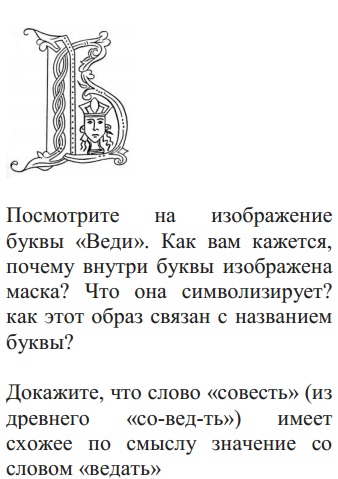 Посмотрите на изображение
буквы «Веди». Как вам кажется,
почему внутри буквы изображена
маска? Что она символизирует?
как этот образ связан с названием
буквы?
Докажите, что слово «совесть» (из
древнего «со-вед-ть») имеет
схожее по смыслу значение со
словом «ведать»